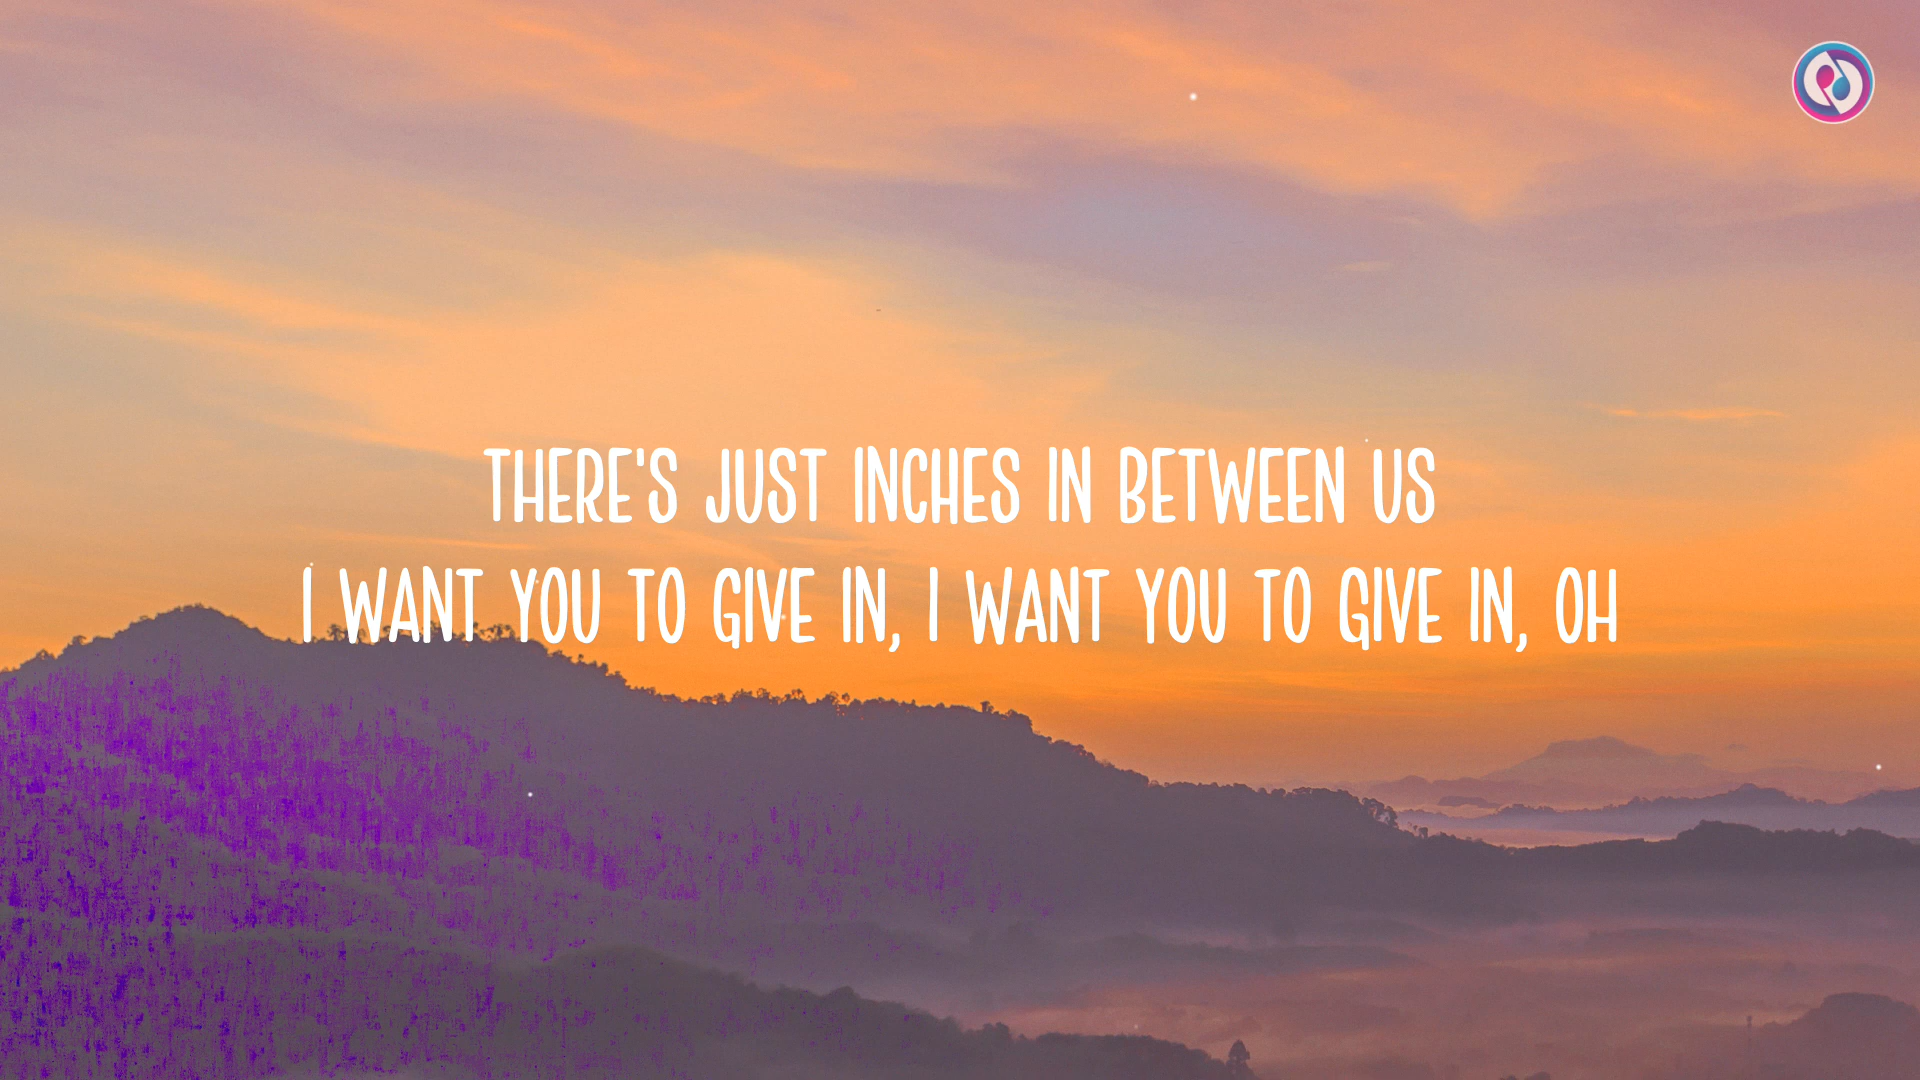 THERE'S JUST INCHES IN BETWEEN US
I WANT YOU TO GIVE IN, I WANT YOU TO GIVE IN, OH